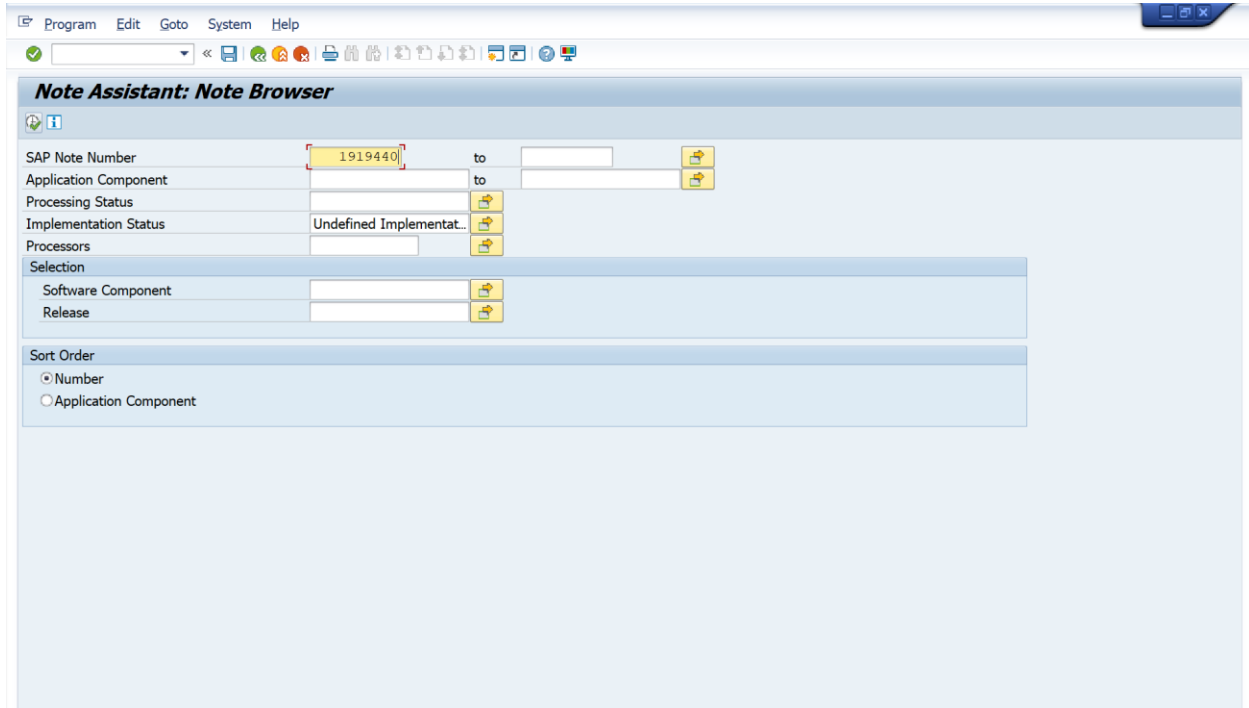 Program Edit Goto System Help
Note Assistant: Note Browser
SAP Note Number 1919440 to
Application Component to
Processing Status
Implementation Status Undefined Implementat..
Processors
Selection
Software Component
Release
Sort Order
Number
Application Component